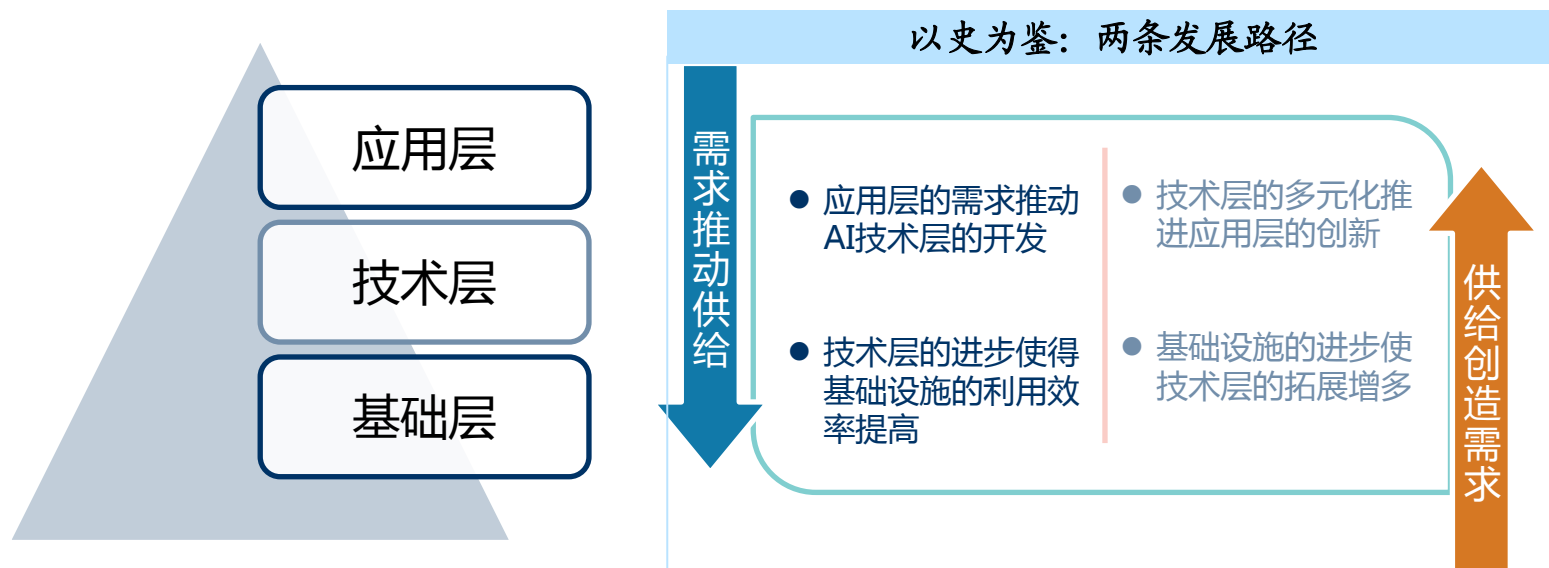 应用层
技术层
基础层
以史为鉴：两条发展路径
需求推动供给
● 应用层的需求推动
AI技术层的开发
● 技术层的进步使得
基础设施的利用效
率提高
● 技术层的多元化推
进应用层的创新
● 基础设施的进步使
技术层的拓展增多
供给创造需求